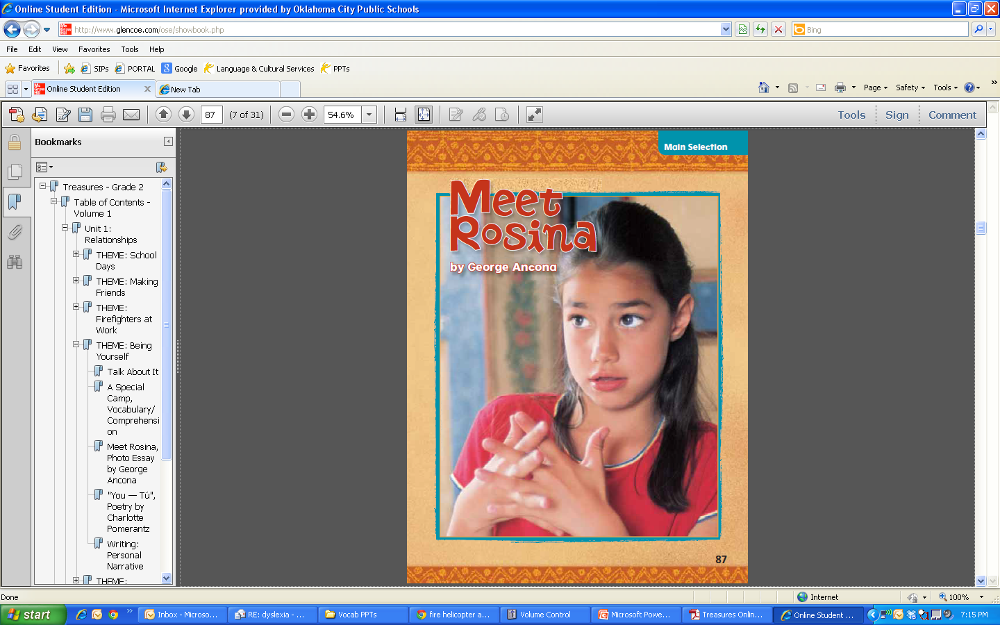 Online Student Edition - Microsoft Internet Explorer provided by Oklahoma City Public Schools
http://www.glencoe.com/ose/showbook.php
Bing
File Edit View Favorites Tools Help
Favorites SIPs PORTAL Google Language & Cultural Services PPTs
Online Student Edition New Tab
Page Safety Tools
87 (7 of 31) 54.6% Tools Sign Comment
Bookmarks
Treasures - Grade 2
Table of Contents -
Volume 1
Unit 1:
Relationships
THEME: School
Days
THEME: Making
Friends
THEME:
Firefighters at
Work
THEME: Being
Yourself
Talk About It
A Special
Camp,
Vocabulary/
Comprehensi
on
Meet Rosina,
Photo Essay
by George
Ancona
"You — Tú",
Poetry by
Charlotte
Pomerantz
Writing:
Personal
Narrative
THEME:
Main Selection
Meet
Rosina
by George Ancona
87
Done Internet 100%
start Inbox - Microso... RE: dyslexia - ... Vocab PPTs fire helicopter a... Volume Control Microsoft Powe... Treasures Onlin... Online Student ... 7:15 PM